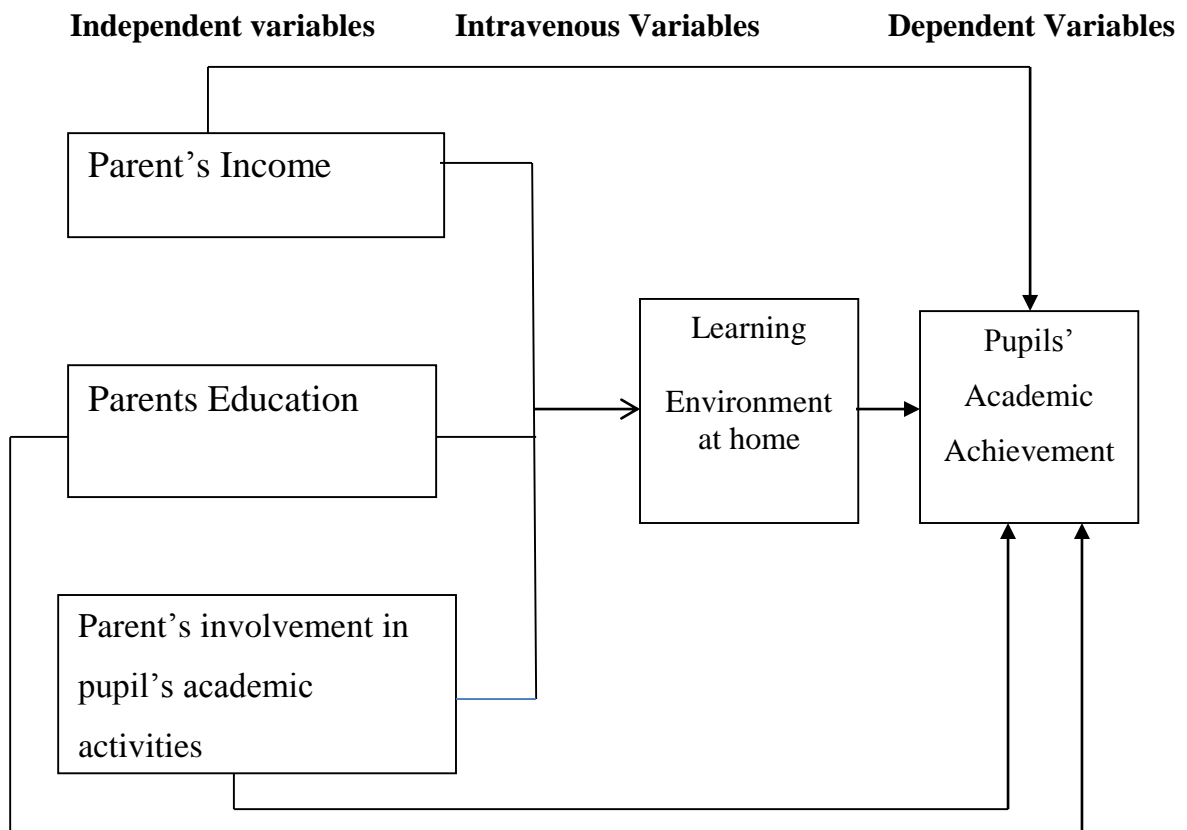 Independent variables
Intravenous Variables
Dependent Variables
Parent’s Income
Parents Education
Parent’s involvement in
pupil’s academic
activities
Learning
Environment
at home
Pupils’
Academic
Achievement